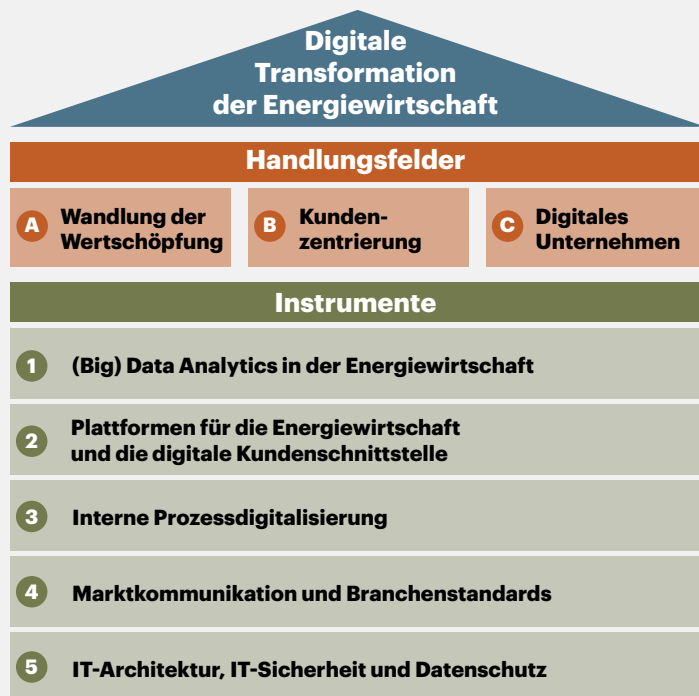 Digitale
Transformation
der Energiewirtschaft
Handlungsfelder
A Wandlung der
Wertschöpfung
B Kunden-
zentrierung
C Digitales
Unternehmen
Instrumente
1 (Big) Data Analytics in der Energiewirtschaft
2 Plattformen für die Energiewirtschaft
und die digitale Kundenschnittstelle
3 Interne Prozessdigitalisierung
4 Marktkommunikation und Branchenstandards
5 IT-Architektur, IT-Sicherheit und Datenschutz